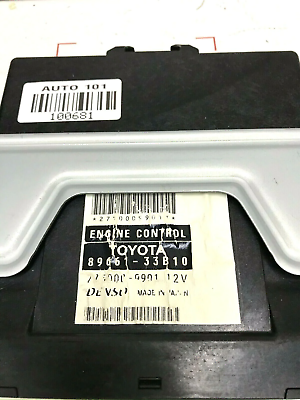 AUTO 101
100681
ENGINE CONTROL
TOYOTA
89661-33B10
12V
DENSO MADE IN JAPAN